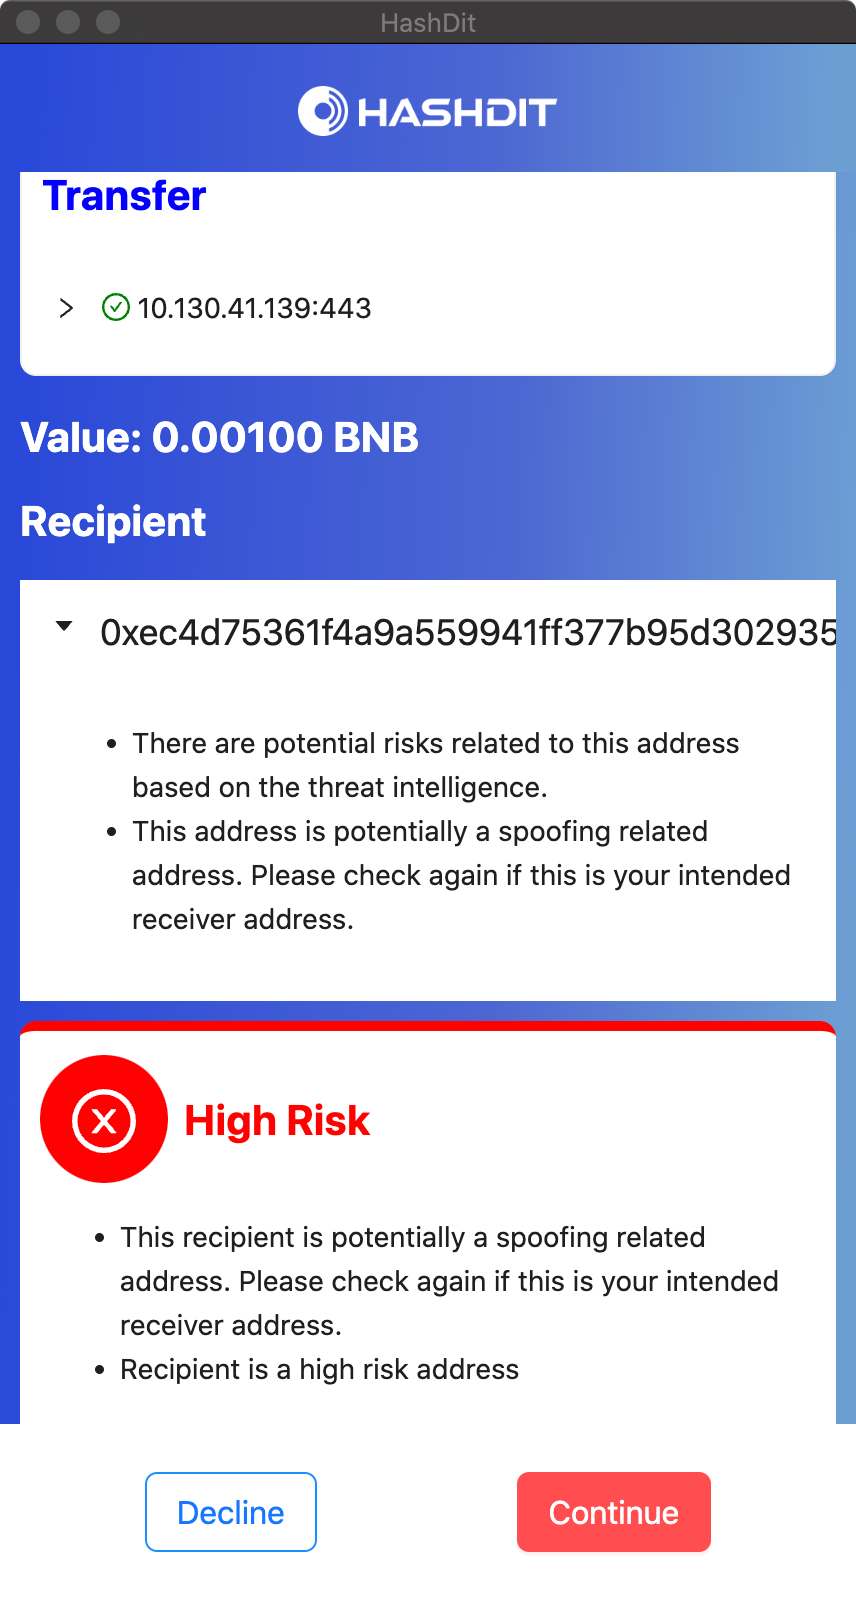 HashDit
HASHDIT
Transfer
10.130.41.139:443
Value: 0.00100 BNB
Recipient
0xec4d75361f4a9a559941ff377b95d302935
There are potential risks related to this address
based on the threat intelligence.
This address is potentially a spoofing related
address. Please check again if this is your intended
receiver address.
High Risk
This recipient is potentially a spoofing related
address. Please check again if this is your intended
receiver address.
Recipient is a high risk address
Decline
Continue